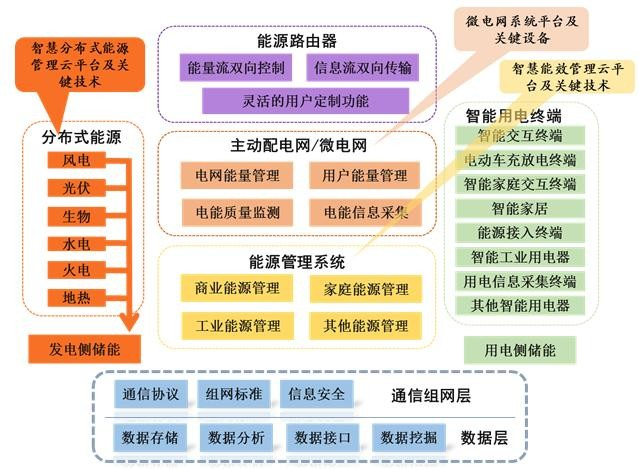 智慧分布式能源
管理云平台及关
键技术
微电网系统平台及
关键设备
智慧能效管理云平
台及关键技术
能源路由器
能量流双向控制
信息流双向传输
灵活的用户定制功能
分布式能源
风电
光伏
生物
水电
火电
地热
发电侧储能
主动配电网/微电网
电网能量管理
用户能量管理
电能质量监测
电能信息采集
能源管理系统
商业能源管理
家庭能源管理
工业能源管理
其他能源管理
智能用电终端
智能交互终端
电动车充放电终端
智能家庭交互终端
智能家居
能源接入终端
智能工业用电器
用电信息采集终端
其他智能用电器
用电侧储能
通信协议
组网标准
信息安全
通信组网层
数据存储
数据分析
数据接口
数据挖掘
数据层